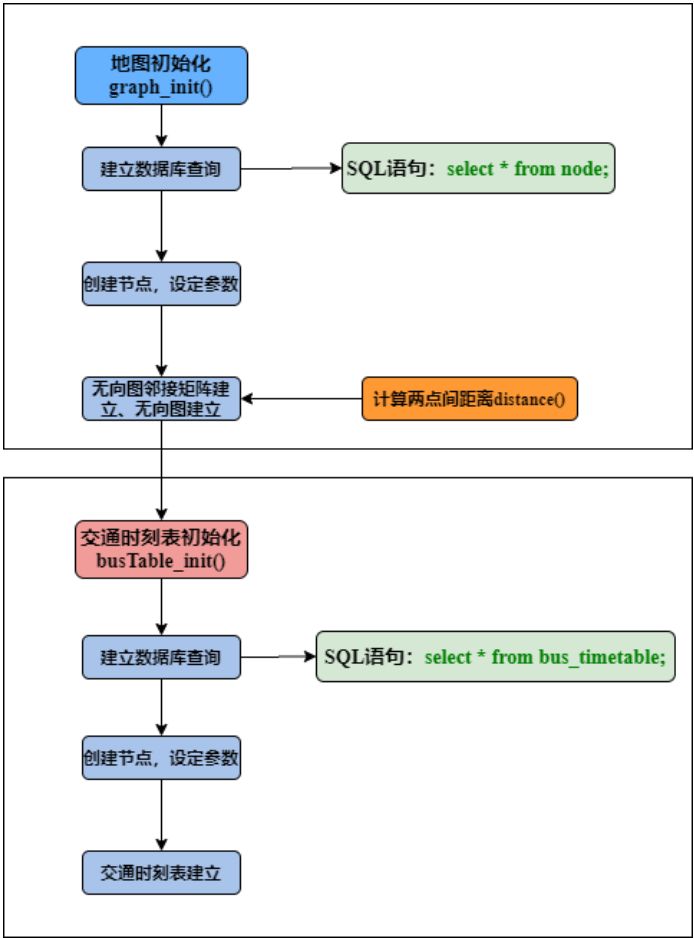 地图初始化
graph_init()
建立数据库查询
SQL语句：select * from node;
创建节点，设定参数
无向图邻接矩阵建
立、无向图建立
计算两点间距离distance()
交通时刻表初始化
busTable_init()
建立数据库查询
SQL语句：select * from bus_timetable;
创建节点，设定参数
交通时刻表建立